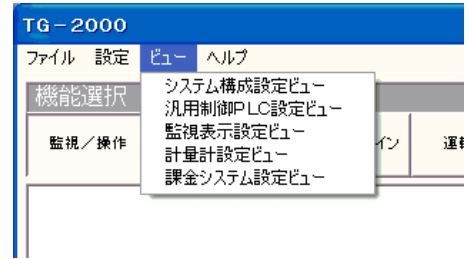 TG-2000
ファイル 設定 ビュー ヘルプ
機能選択
システム構成設定ビュー
汎用制御PLC設定ビュー
監視表示設定ビュー
計量計設定ビュー
課金システム設定ビュー
監視/操作 イン